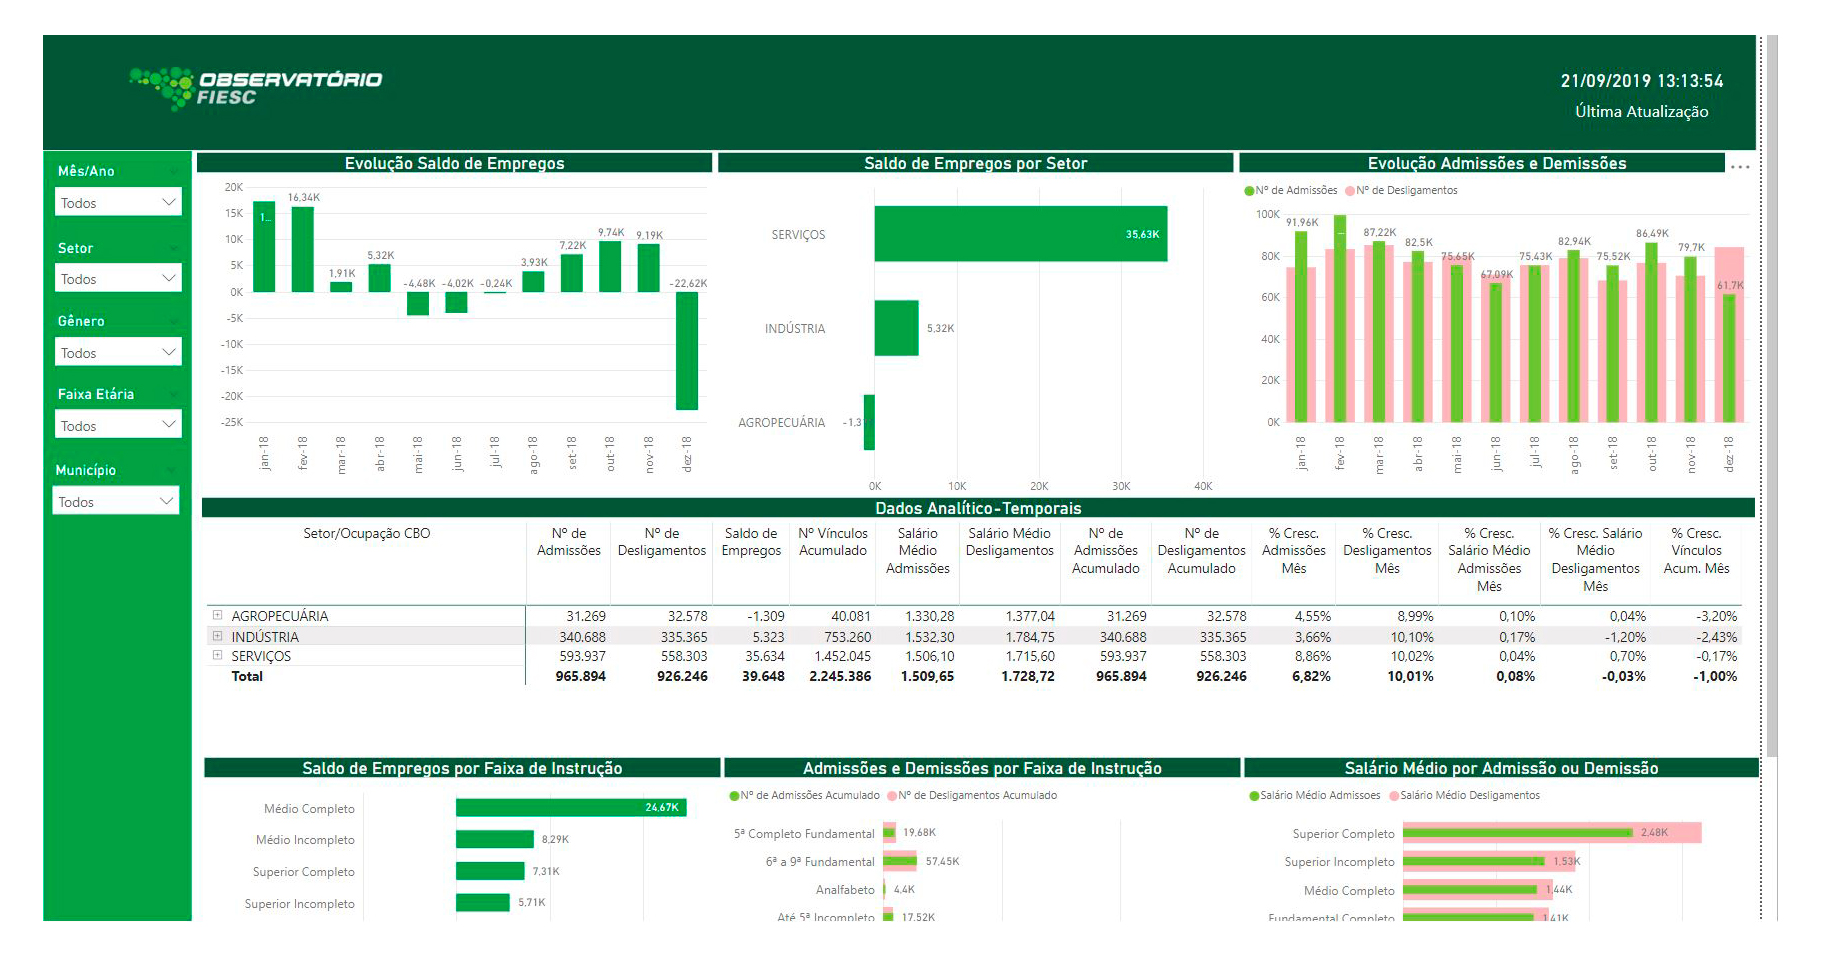 OBSERVATÓRIO
FIESC
21/09/2019 13:13:54
Última Atualização
Mês/Ano
Todos
Setor
Todos
Gênero
Todos
Faixa Etária
Todos
Município
Todos
Evolução Saldo de Empregos
20K
15K
10K
5K
0K
-5K
-10K
-15K
-20K
-25K
1...
16,34K
1,91K
5,32K
-4,48K
-4,02K
-0,24K
3,93K
7,22K
9,74K
9,19K
-22,62K
jan-18
fev-18
mar-18
abr-18
mai-18
jun-18
jul-18
ago-18
set-18
out-18
nov-18
dez-18
Saldo de Empregos por Setor
SERVIÇOS
35,63K
INDÚSTRIA
5,32K
AGROPECUÁRIA
0K
10K
20K
30K
40K
Evolução Admissões e Demissões
...
Nº de Admissões
Nº de Desligamentos
100K
80K
60K
40K
20K
0K
91,96K
87,22K
82,5K
75,65K
67,09K
75,43K
82,94K
75,52K
86,49K
79,7K
61,7K
jan-18
fev-18
mar-18
abr-18
mai-18
jun-18
jul-18
ago-18
set-18
out-18
nov-18
dez-18
Dados Analítico-Temporais
Setor/Ocupação CBO
Nº de
Admissões
Nº de
Desligamentos
Saldo de
Empregos
Nº Vínculos
Acumulado
Salário
Médio
Admissões
Salário Médio
Desligamentos
Nº de
Admissões
Acumulado
Nº de
Desligamentos
Acumulado
% Cresc.
Admissões
Mês
% Cresc.
Desligamentos
Mês
% Cresc.
Salário Médio
Admissões
Mês
% Cresc. Salário
Médio
Desligamentos
Mês
% Cresc.
Vínculos
Acum. Mês
AGROPECUÁRIA 31.269 32.578 -1.309 40.081 1.330,28 1.377,04 31.269 32.578 4,55% 8,99% 0,10% 0,04% -3,20%
INDÚSTRIA 340.688 335.365 5.323 753.260 1.532,30 1.784,75 340.688 335.365 3,66% 10,10% 0,17% -1,20% -2,43%
SERVIÇOS 593.937 558.303 35.634 1.452.045 1.506,10 1.715,60 593.937 558.303 8,86% 10,02% 0,04% 0,70% -0,17%
Total 965.894 926.246 39.648 2.245.386 1.509,65 1.728,72 965.894 926.246 6,82% 10,01% 0,08% -0,03% -1,00%
Saldo de Empregos por Faixa de Instrução
Médio Completo
24,67K
Médio Incompleto
8,29K
Superior Completo
7,31K
Superior Incompleto
5,71K
Admissões e Demissões por Faixa de Instrução
Nº de Admissões Acumulado
Nº de Desligamentos Acumulado
5ª Completo Fundamental
19,68K
6ª a 9ª Fundamental
57,45K
Analfabeto
4,4K
Até 5ª Incompleto
17,52K
Salário Médio por Admissão ou Demissão
Salário Médio Admissoes
Salário Médio Desligamentos
Superior Completo
2,48K
Superior Incompleto
1,53K
Médio Completo
1,44K
Fundamental Completo
1,41K